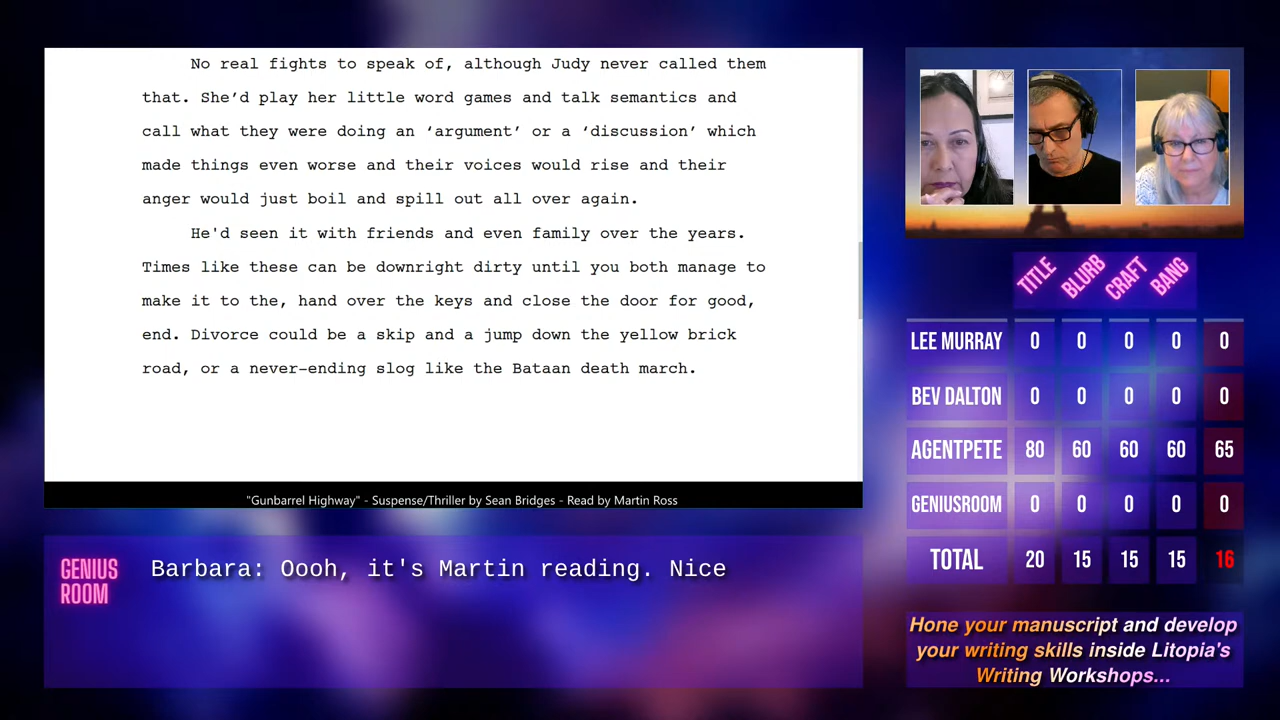 No real fights to speak of, although Judy never called them
that. She’d play her little word games and talk semantics and
call what they were doing an ‘argument’ or a ‘discussion’ which
made things even worse and their voices would rise and their
anger would just boil and spill out all over again.
He'd seen it with friends and even family over the years.
Times like these can be downright dirty until you both manage to
make it to the, hand over the keys and close the door for good,
end. Divorce could be a skip and a jump down the yellow brick
road, or a never-ending slog like the Bataan death march.
"Gunbarrel Highway" - Suspense/Thriller by Sean Bridges - Read by Martin Ross
GENIUS
ROOM
Barbara: Oooh, it's Martin reading. Nice
TITLE BLURB CRAFT BANG
LEE MURRAY 0 0 0 0 0
BEV DALTON 0 0 0 0 0
AGENTPETE 80 60 60 60 65
GENIUSROOM 0 0 0 0 0
TOTAL 20 15 15 15 16
Hone your manuscript and develop
your writing skills inside Litopia's
Writing Workshops...